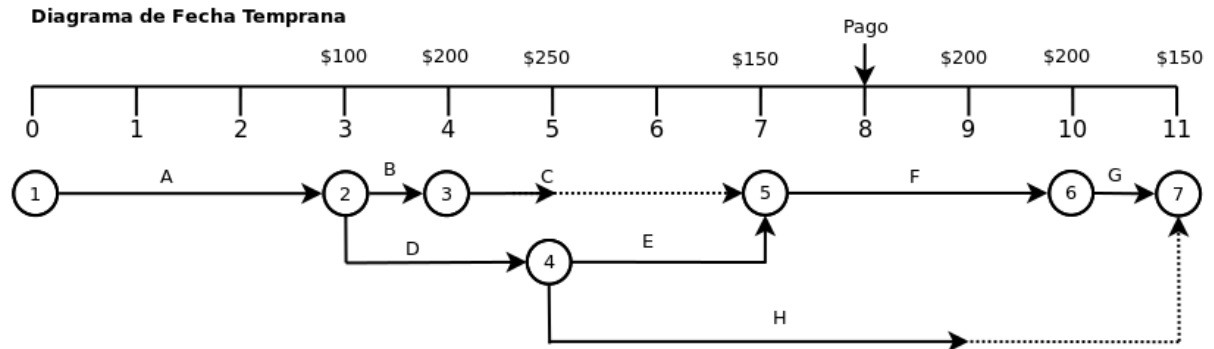 Diagrama de Fecha Temprana
Pago
$100 $200 $250 $150 $200 $200 $150
0 1 2 3 4 5 6 7 8 9 10 11
A B C F G
1 2 3 5 6 7
D E
4
H